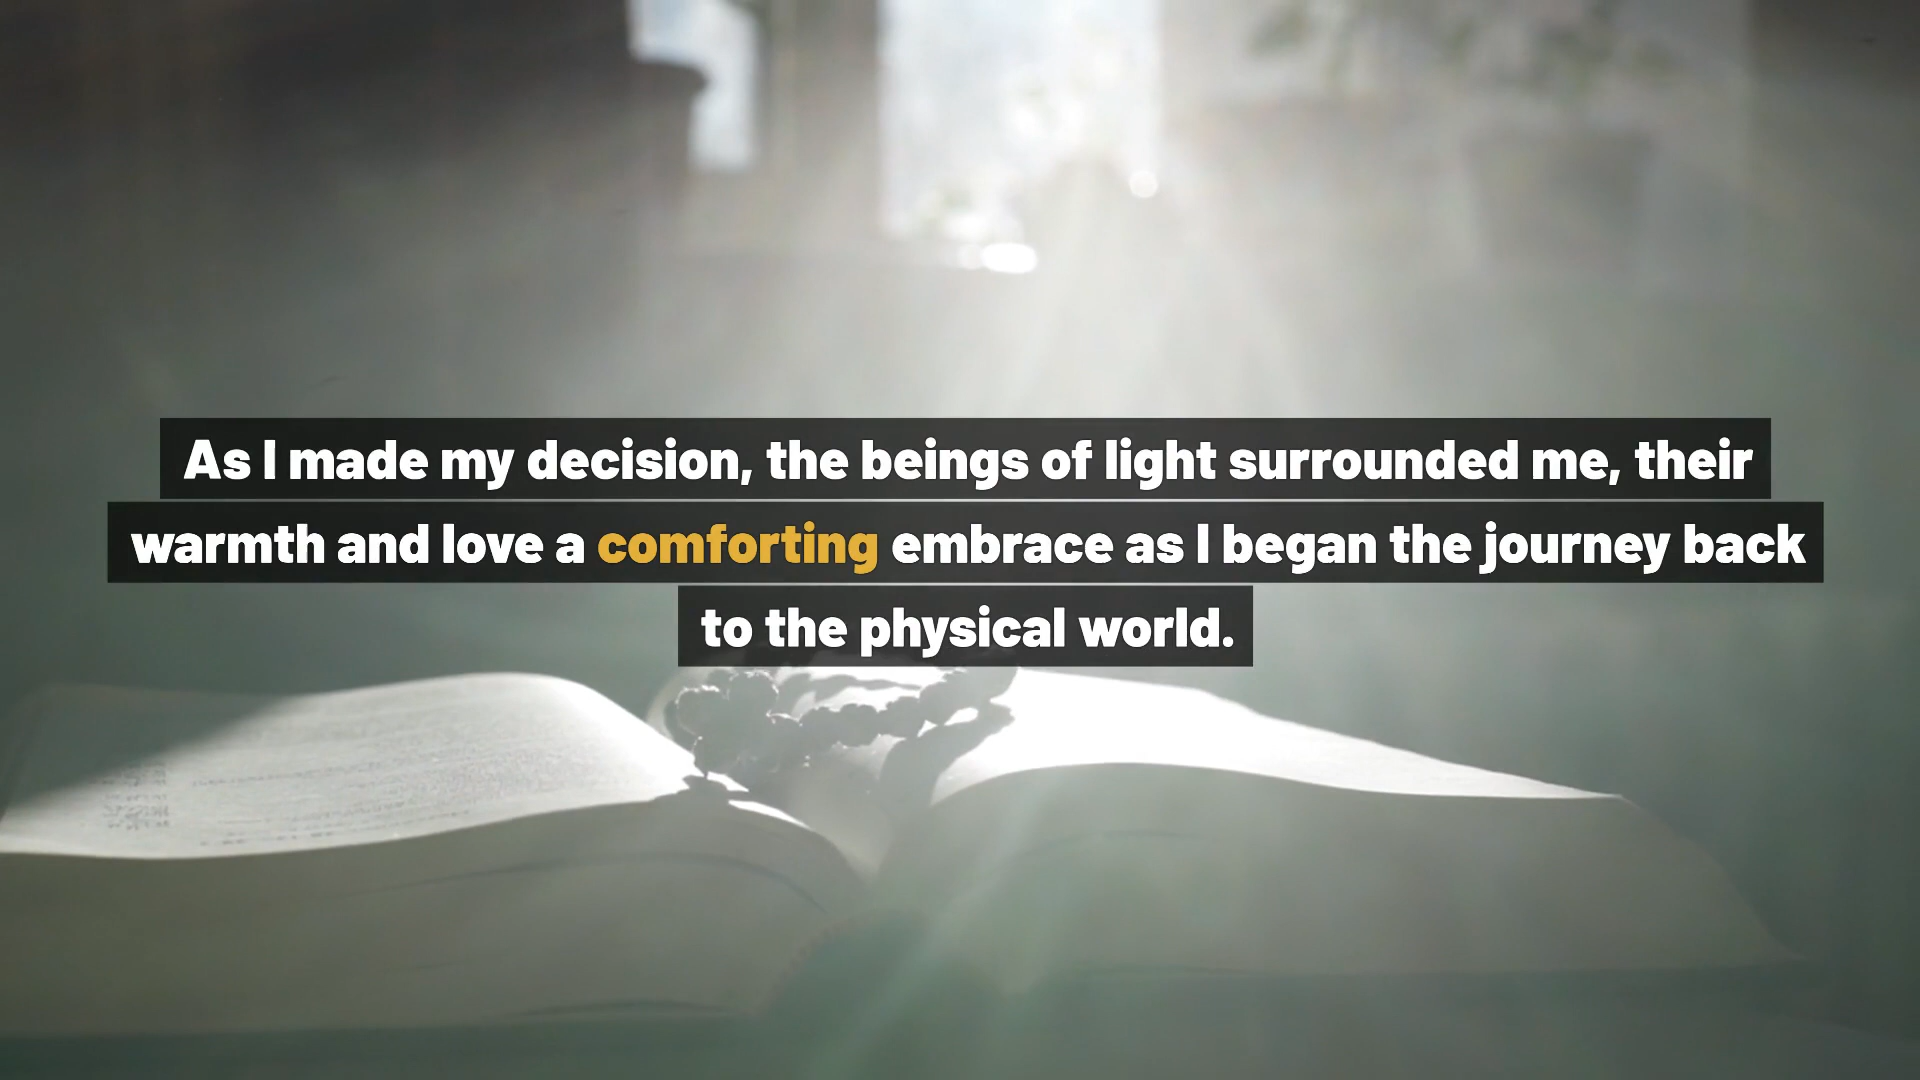 As I made my decision, the beings of light surrounded me, their
warmth and love a comforting embrace as I began the journey back
to the physical world.